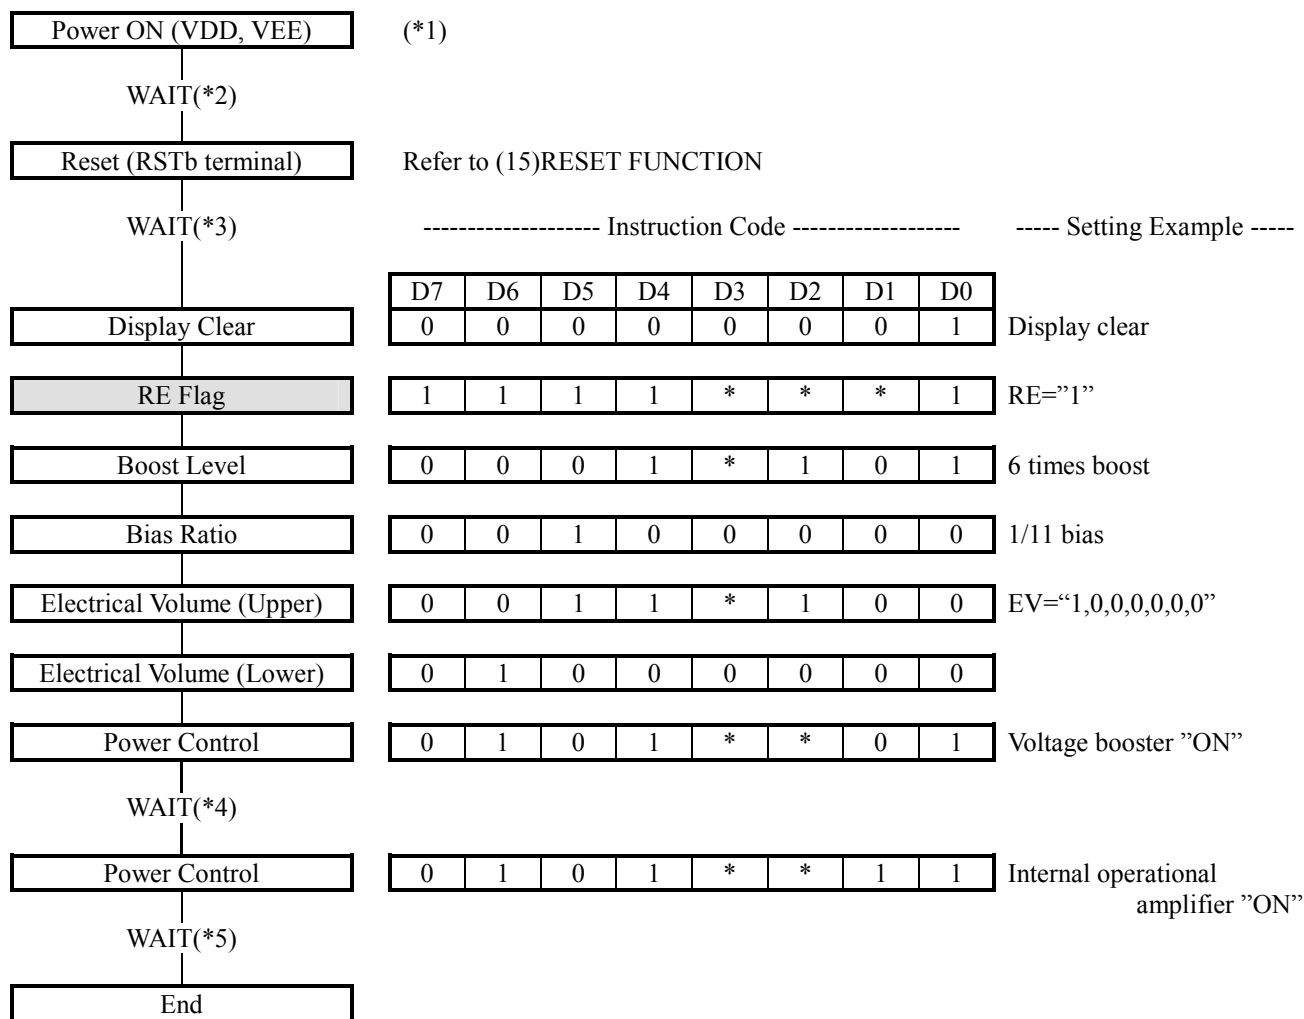 Power ON (VDD, VEE) (*1)
WAIT(*2)
Reset (RSTb terminal) Refer to (15)RESET FUNCTION
WAIT(*3) -------------------- Instruction Code ------------------- ----- Setting Example -----
D7 D6 D5 D4 D3 D2 D1 D0
Display Clear 0 0 0 0 0 0 0 1 Display clear
RE Flag 1 1 1 1 * * * 1 RE=”1”
Boost Level 0 0 0 1 * 1 0 1 6 times boost
Bias Ratio 0 0 1 0 0 0 0 0 1/11 bias
Electrical Volume (Upper) 0 0 1 1 * 1 0 0 EV=“1,0,0,0,0,0,0”
Electrical Volume (Lower) 0 1 0 0 0 0 0 0
Power Control 0 1 0 1 * * 0 1 Voltage booster ”ON”
WAIT(*4)
Power Control 0 1 0 1 * * 1 1 Internal operational
amplifier ”ON”
WAIT(*5)
End